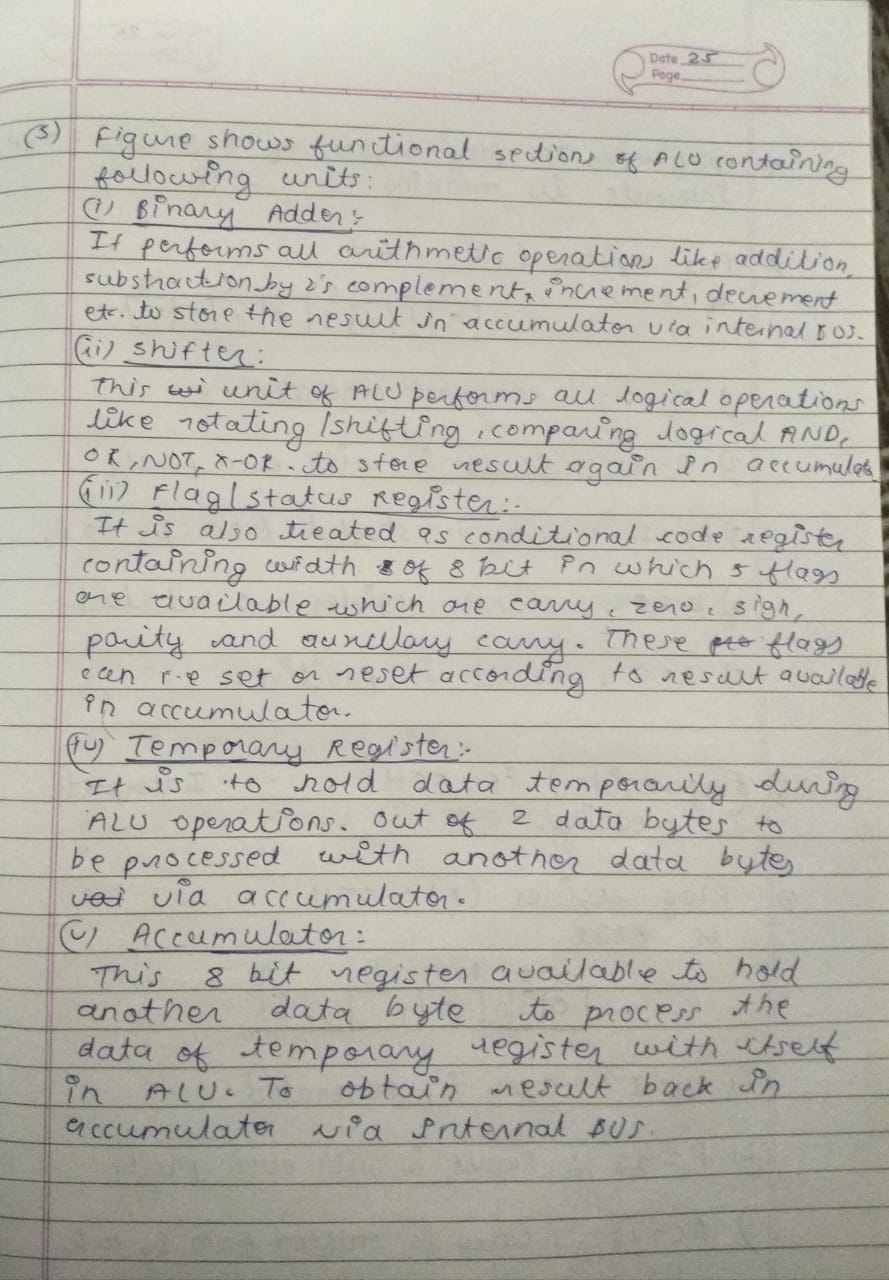 Date 25
Page
(3) Figure shows functional sections of ALU containing
following units:
(i) Binary Adder:-
It performs all arithmetic operations like addition,
substraction by 2's complement, increment, decrement
etc. to store the result in accumulator via internal BUS.
(ii) Shifter:
This unit of ALU performs all logical operations
like rotating / shifting, comparing logical AND,
OR, NOT, X-OR. to store result again in accumulator
(iii) Flag | Status Register:-
It is also treated as conditional code register
containing width of 8 bit in which 5 flags
are available which are carry, zero, sign,
parity and auxillary carry. These flags
can be set or reset according to result available
in accumulator.
(iv) Temporary Register:-
It is to hold data temporarily during
ALU operations. out of 2 data bytes to
be processed with another data bytes
via accumulator.
(v) Accumulator:
This 8 bit register available to hold
another data byte to process the
data of temporary register with itself
in ALU. To obtain result back in
accumulator via Internal BUS.